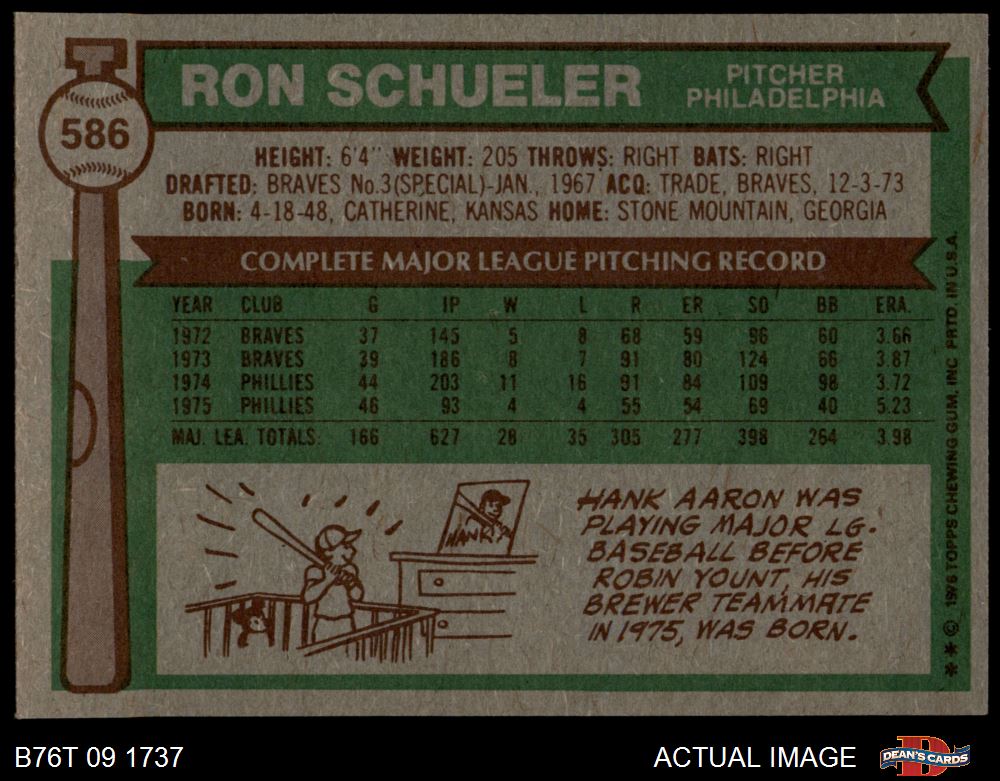 586
RON SCHUELER
PITCHER
PHILADELPHIA
HEIGHT: 6'4" WEIGHT: 205 THROWS: RIGHT BATS: RIGHT
DRAFTED: BRAVES No.3(SPECIAL)-JAN., 1967 ACQ: TRADE, BRAVES, 12-3-73
BORN: 4-18-48, CATHERINE, KANSAS HOME: STONE MOUNTAIN, GEORGIA
COMPLETE MAJOR LEAGUE PITCHING RECORD
YEAR CLUB G IP W L R ER SO BB ERA.
1972 BRAVES 37 145 5 8 68 59 96 60 3.66
1973 BRAVES 39 186 8 7 91 80 124 66 3.87
1974 PHILLIES 44 203 11 16 91 84 109 98 3.72
1975 PHILLIES 46 93 4 4 55 54 69 40 5.23
MAJ. LEA. TOTALS: 166 627 28 35 305 277 398 264 3.98
HANK
HANK AARON WAS
PLAYING MAJOR LG.
BASEBALL BEFORE
ROBIN YOUNT, HIS
BREWER TEAMMATE
IN 1975, WAS BORN.
* * © 1976 TOPPS CHEWING GUM, INC PRTD. IN U.S.A.
B76T 09 1737
ACTUAL IMAGE
D
DEAN'S CARDS